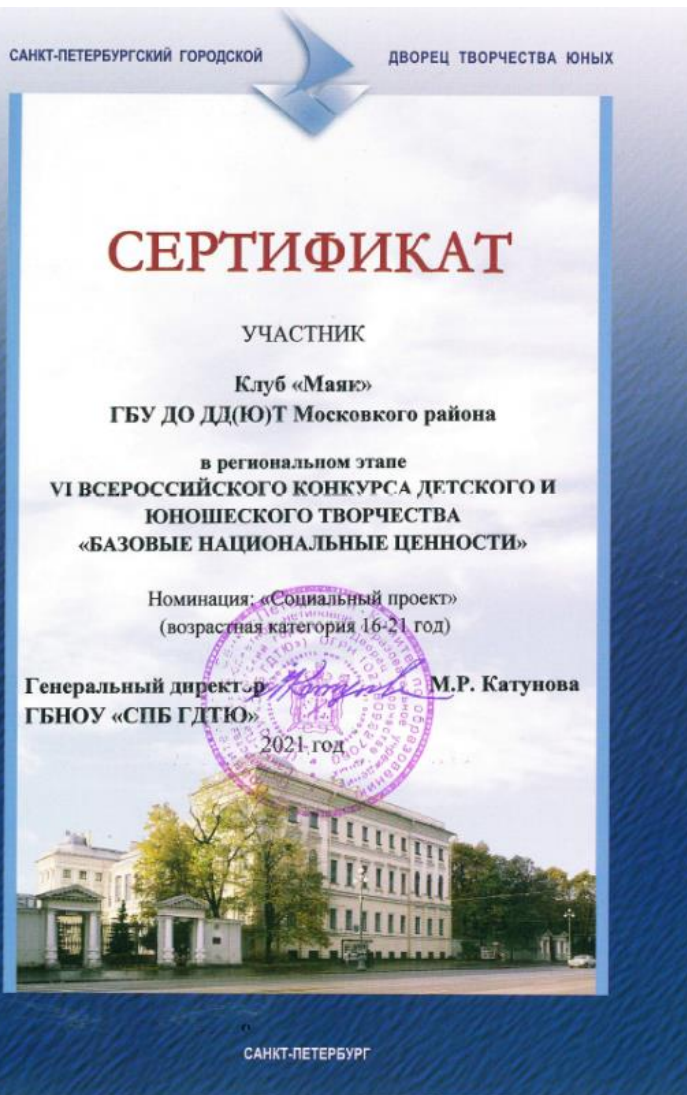 САНКТ-ПЕТЕРБУРГСКИЙ ГОРОДСКОЙ
ДВОРЕЦ ТВОРЧЕСТВА ЮНЫХ
СЕРТИФИКАТ
УЧАСТНИК
Клуб «Маяк»
ГБУ ДО ДД(Ю)Т Московкого района
в региональном этапе
VI ВСЕРОССИЙСКОГО КОНКУРСА ДЕТСКОГО И
ЮНОШЕСКОГО ТВОРЧЕСТВА
«БАЗОВЫЕ НАЦИОНАЛЬНЫЕ ЦЕННОСТИ»
Номинация: «Социальный проект»
(возрастная категория 16-21 год)
Генеральный директор М.Р. Катунова
ГБНОУ «СПБ ГДТЮ»
2021 год
САНКТ-ПЕТЕРБУРГ